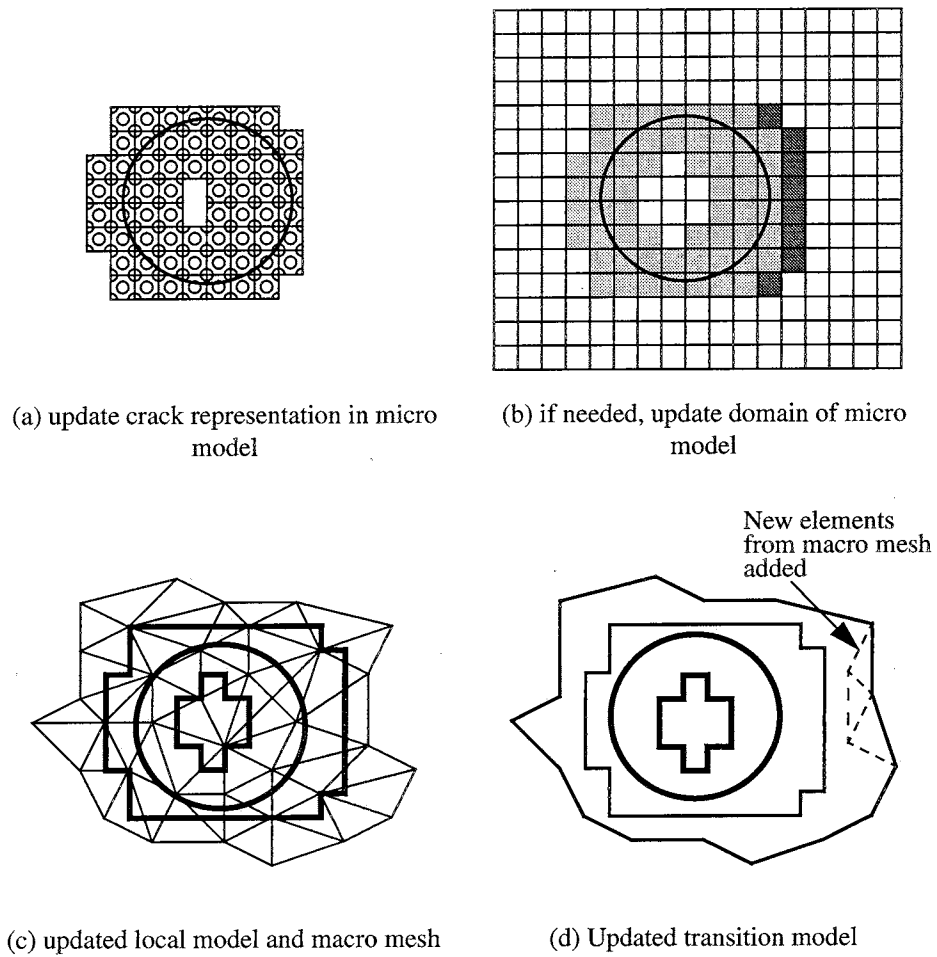 (a) update crack representation in micro
model
(b) if needed, update domain of micro
model
New elements
from macro mesh
added
(c) updated local model and macro mesh
(d) Updated transition model